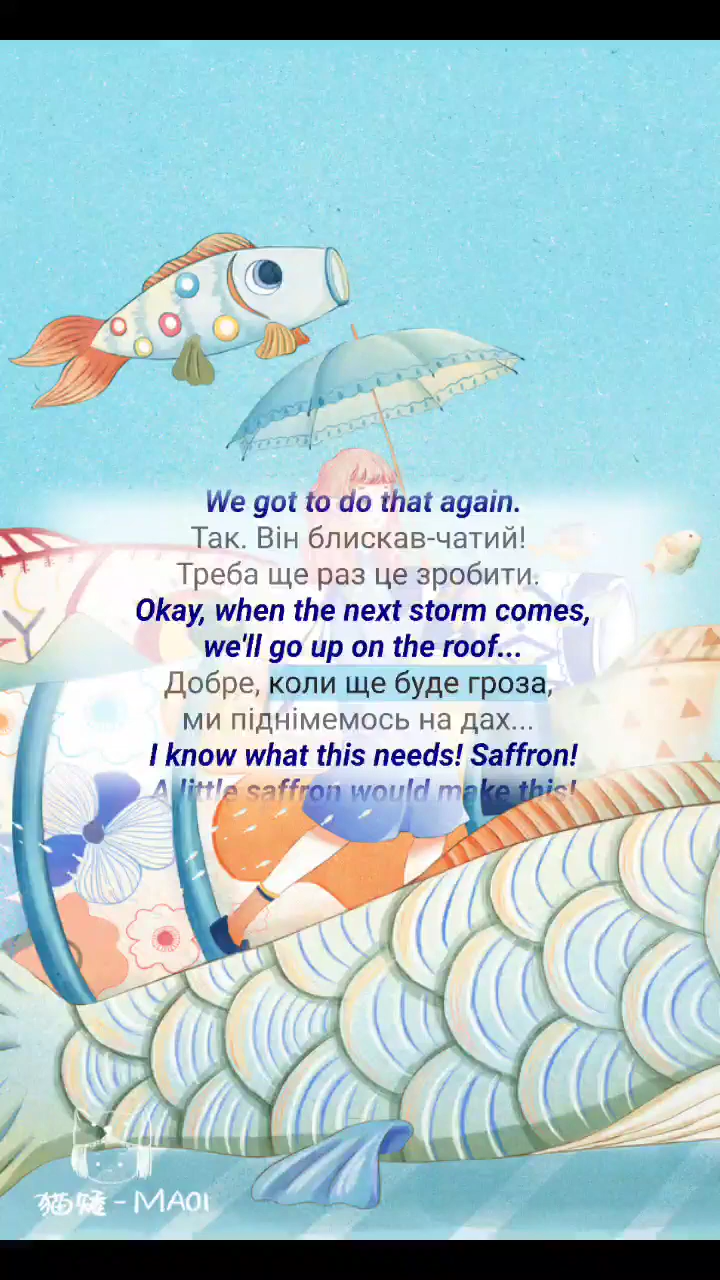 We got to do that again.
Так. Він блискав-чатий!
Треба ще раз це зробити.
Okay, when the next storm comes,
we'll go up on the roof...
Добре, коли ще буде гроза,
ми піднімемось на дах...
I know what this needs! Saffron!
A little saffron would make this!
猫矮 - MAOI